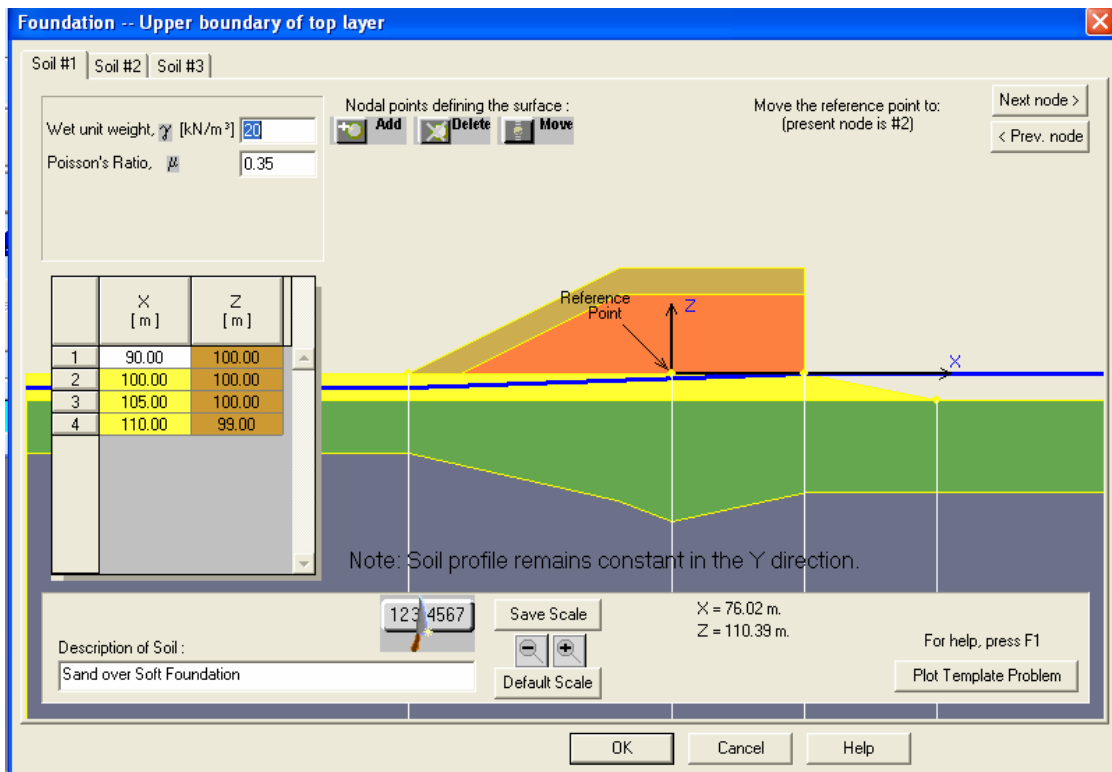 Foundation -- Upper boundary of top layer
Soil #1 Soil #2 Soil #3
Wet unit weight, γ [kN/m³] 20
Poisson's Ratio, μ 0.35
Nodal points defining the surface :
Add Delete Move
Move the reference point to:
(present node is #2)
Next node >
< Prev. node
X Z
[ m ] [ m ]
1 90.00 100.00
2 100.00 100.00
3 105.00 100.00
4 110.00 99.00
Reference
Point
Z
X
Note: Soil profile remains constant in the Y direction.
Description of Soil :
Sand over Soft Foundation
123 4567
Save Scale
Default Scale
X = 76.02 m.
Z = 110.39 m.
For help, press F1
Plot Template Problem
OK Cancel Help